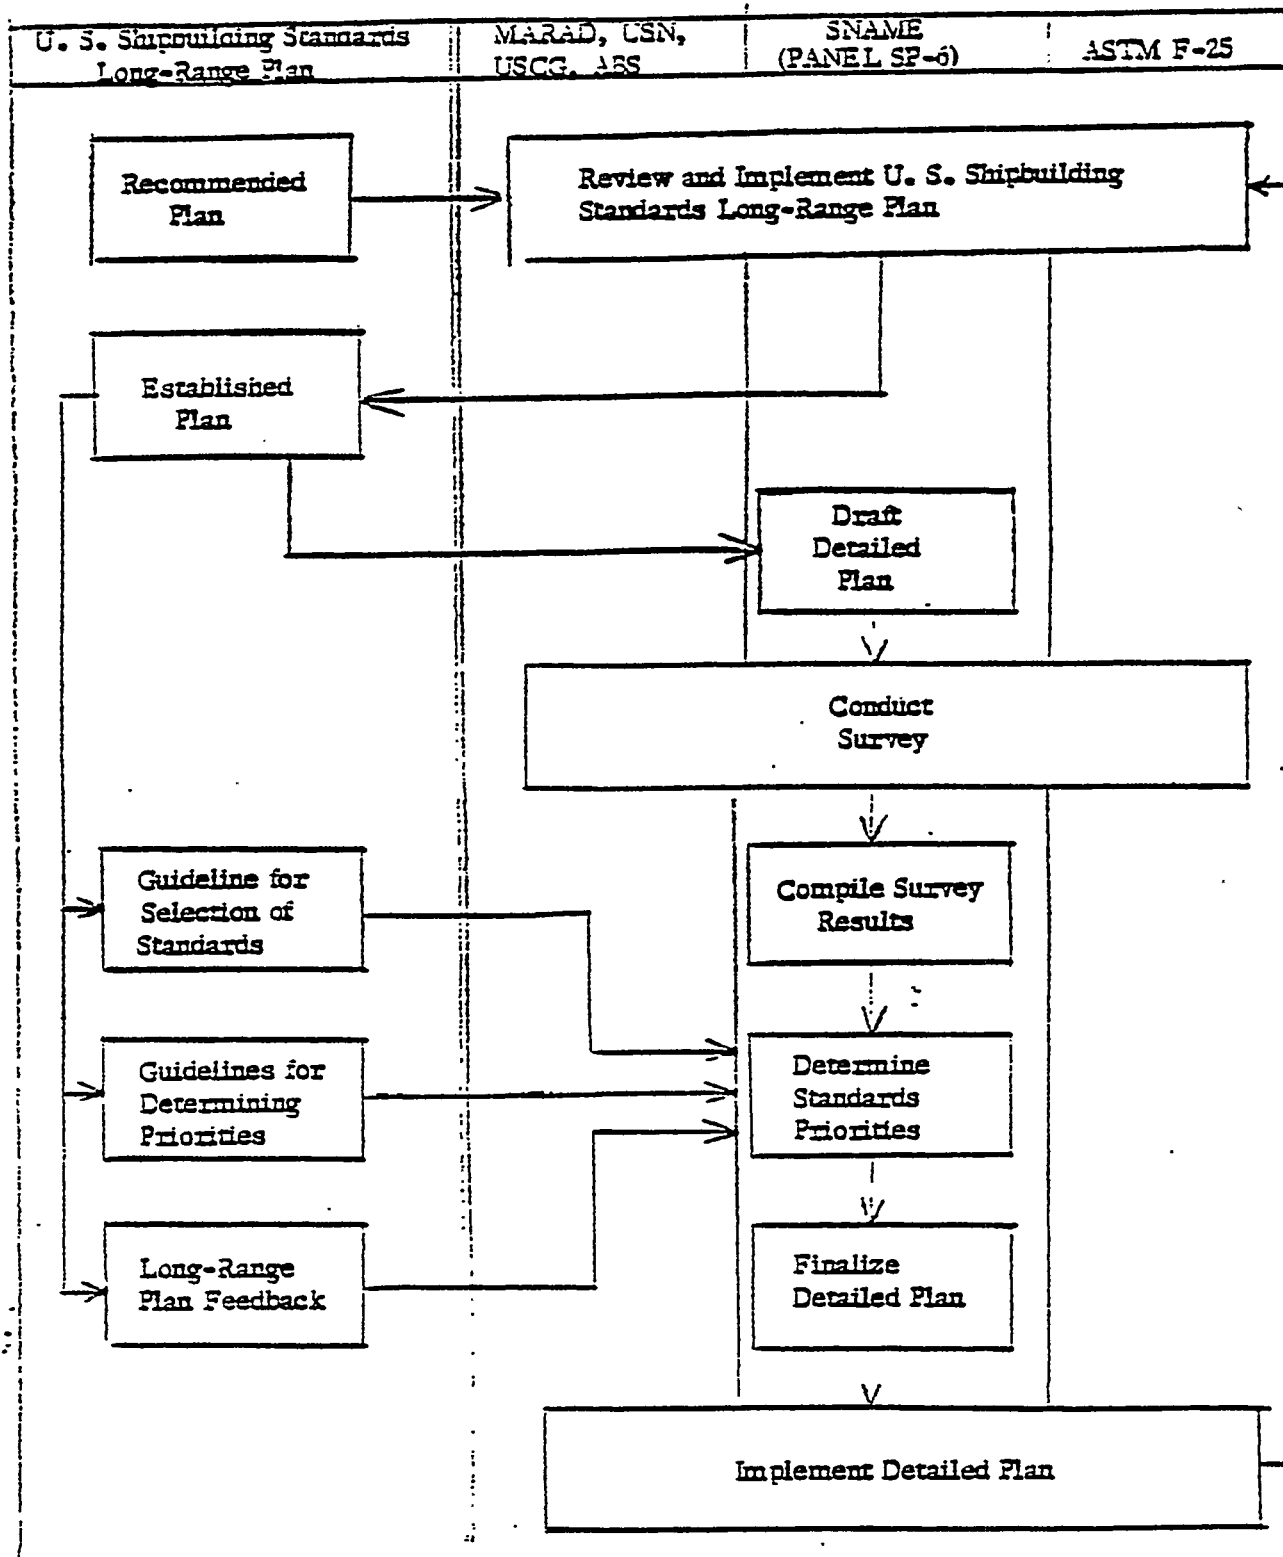 U. S. Shipbuilding Standards
Long-Range Plan
MARAD, USN,
USCG, ABS
SNAME
(PANEL SP-6)
ASTM F-25
Recommended
Plan
Review and Implement U. S. Shipbuilding
Standards Long-Range Plan
Established
Plan
Draft
Detailed
Plan
Conduct
Survey
Guideline for
Selection of
Standards
Compile Survey
Results
Guidelines for
Determining
Priorities
Determine
Standards
Priorities
Long-Range
Plan Feedback
Finalize
Detailed Plan
Implement Detailed Plan